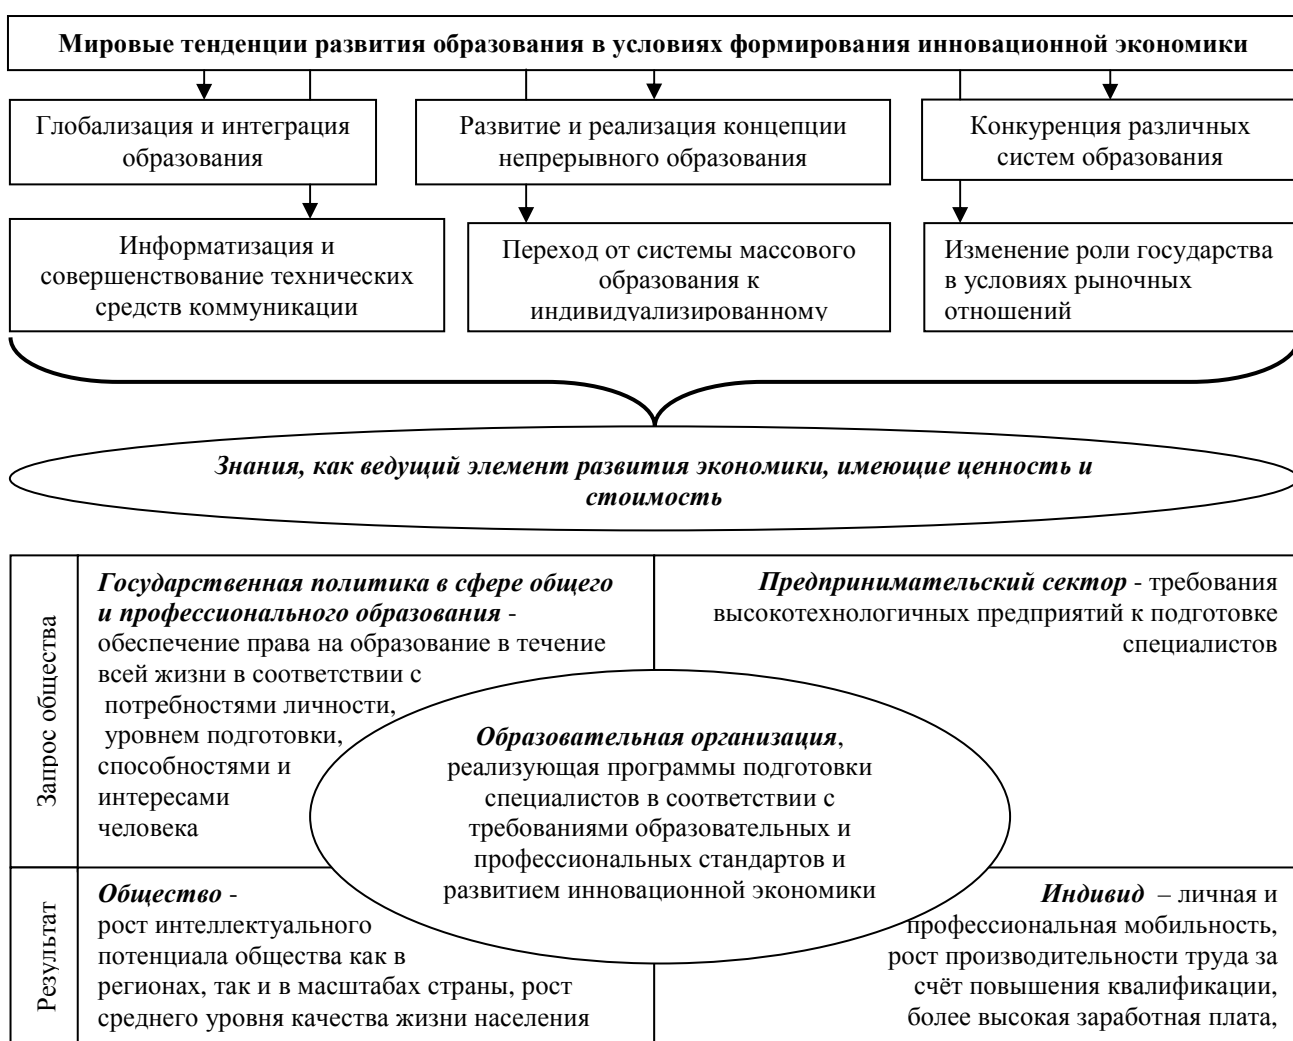 Мировые тенденции развития образования в условиях формирования инновационной экономики
Глобализация и интеграция
образования
Развитие и реализация концепции
непрерывного образования
Конкуренция различных
систем образования
Информатизация и
совершенствование технических
средств коммуникации
Переход от системы массового
образования к
индивидуализированному
Изменение роли государства
в условиях рыночных
отношений
Знания, как ведущий элемент развития экономики, имеющие ценность и
стоимость
Запрос общества
Государственная политика в сфере общего
и профессионального образования -
обеспечение права на образование в течение
всей жизни в соответствии с
потребностями личности,
уровнем подготовки,
способностями и
интересами
человека
Предпринимательский сектор - требования
высокотехнологичных предприятий к подготовке
специалистов
Образовательная организация,
реализующая программы подготовки
специалистов в соответствии с
требованиями образовательных и
профессиональных стандартов и
развитием инновационной экономики
Результат
Общество -
рост интеллектуального
потенциала общества как в
регионах, так и в масштабах страны, рост
среднего уровня качества жизни населения
Индивид – личная и
профессиональная мобильность,
рост производительности труда за
счёт повышения квалификации,
более высокая заработная плата,